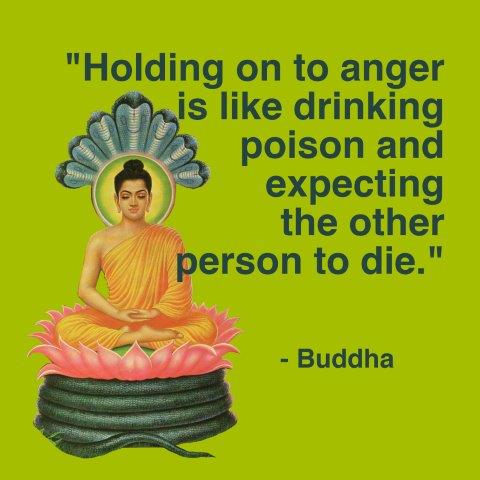 "Holding on to anger
is like drinking
poison and
expecting
the other
person to die."
- Buddha